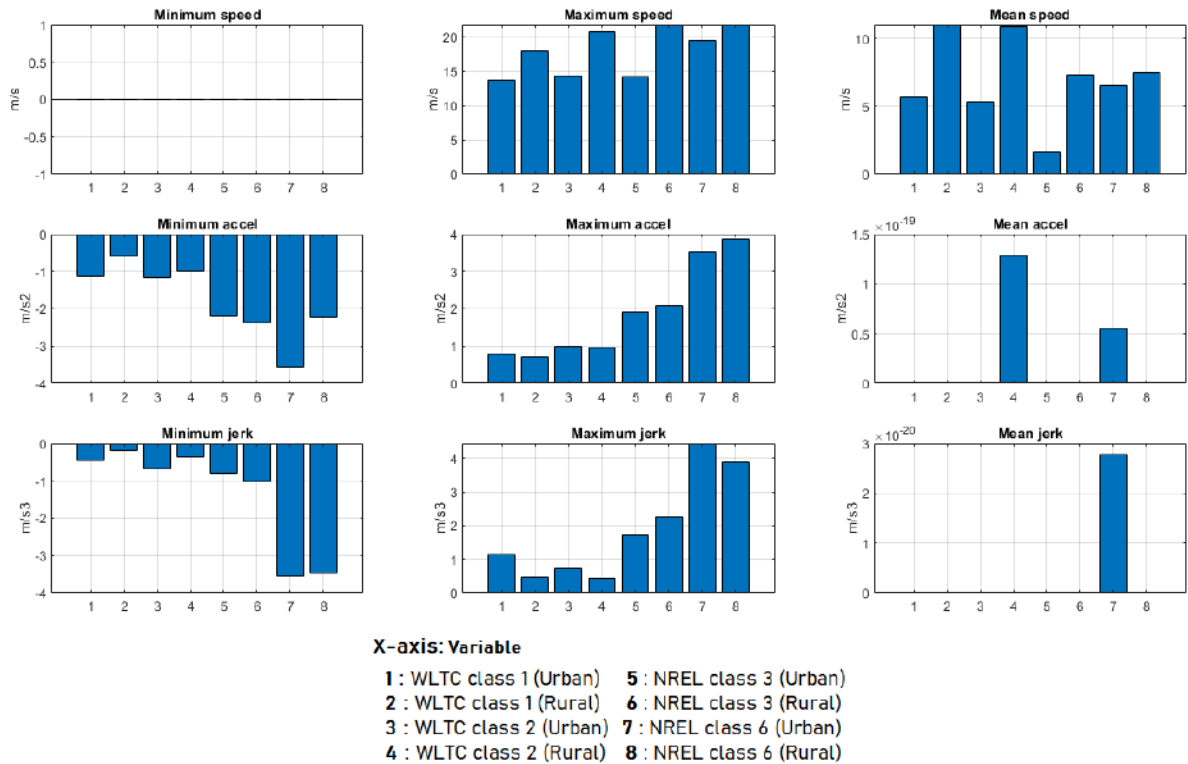 Minimum speed
Maximum speed
Mean speed
m/s
1
0.5
0
-0.5
-1
1 2 3 4 5 6 7 8
m/s
20
15
10
5
0
1 2 3 4 5 6 7 8
m/s
10
5
0
1 2 3 4 5 6 7 8
Minimum accel
Maximum accel
Mean accel
m/s2
0
-1
-2
-3
-4
1 2 3 4 5 6 7 8
m/s2
4
3
2
1
0
1 2 3 4 5 6 7 8
×10-19
m/s2
1.5
1
0.5
0
1 2 3 4 5 6 7 8
Minimum jerk
Maximum jerk
Mean jerk
m/s3
0
-1
-2
-3
-4
1 2 3 4 5 6 7 8
m/s3
4
3
2
1
0
1 2 3 4 5 6 7 8
×10-20
m/s3
3
2
1
0
1 2 3 4 5 6 7 8
X-axis: Variable
1 : WLTC class 1 (Urban) 5 : NREL class 3 (Urban)
2 : WLTC class 1 (Rural) 6 : NREL class 3 (Rural)
3 : WLTC class 2 (Urban) 7 : NREL class 6 (Urban)
4 : WLTC class 2 (Rural) 8 : NREL class 6 (Rural)